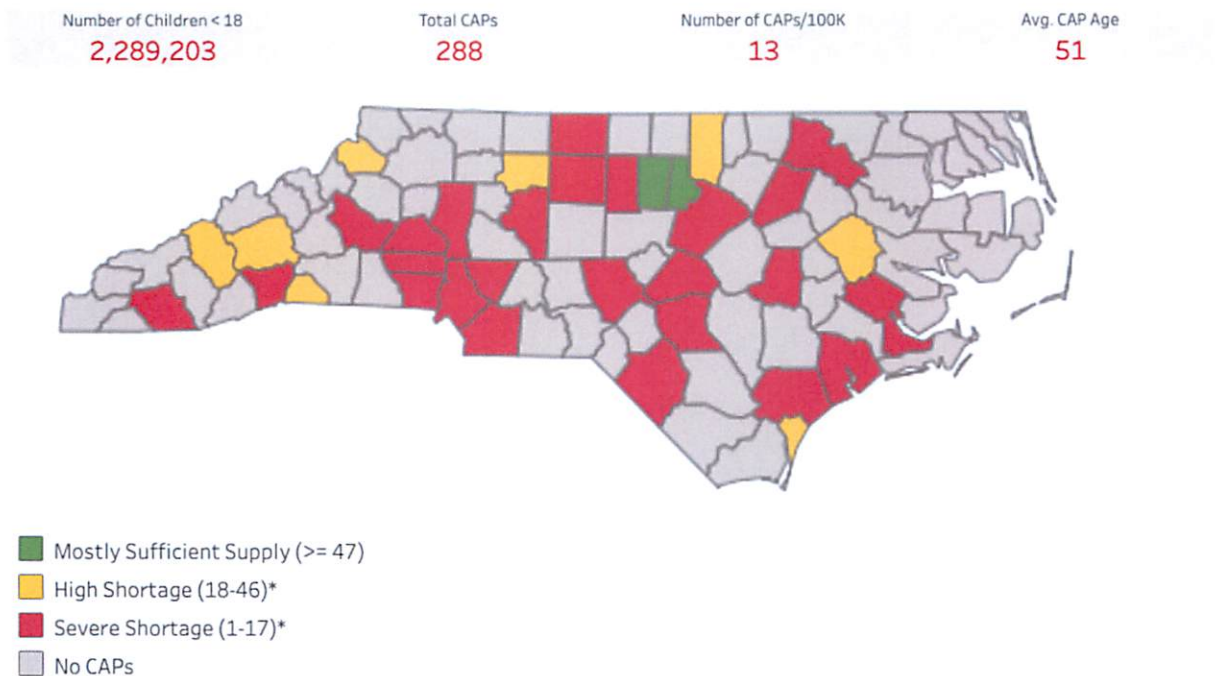 Number of Children < 18
Total CAPs
Number of CAPs/100K
Avg. CAP Age
2,289,203
288
13
51
Mostly Sufficient Supply (>= 47)
High Shortage (18-46)*
Severe Shortage (1-17)*
No CAPs